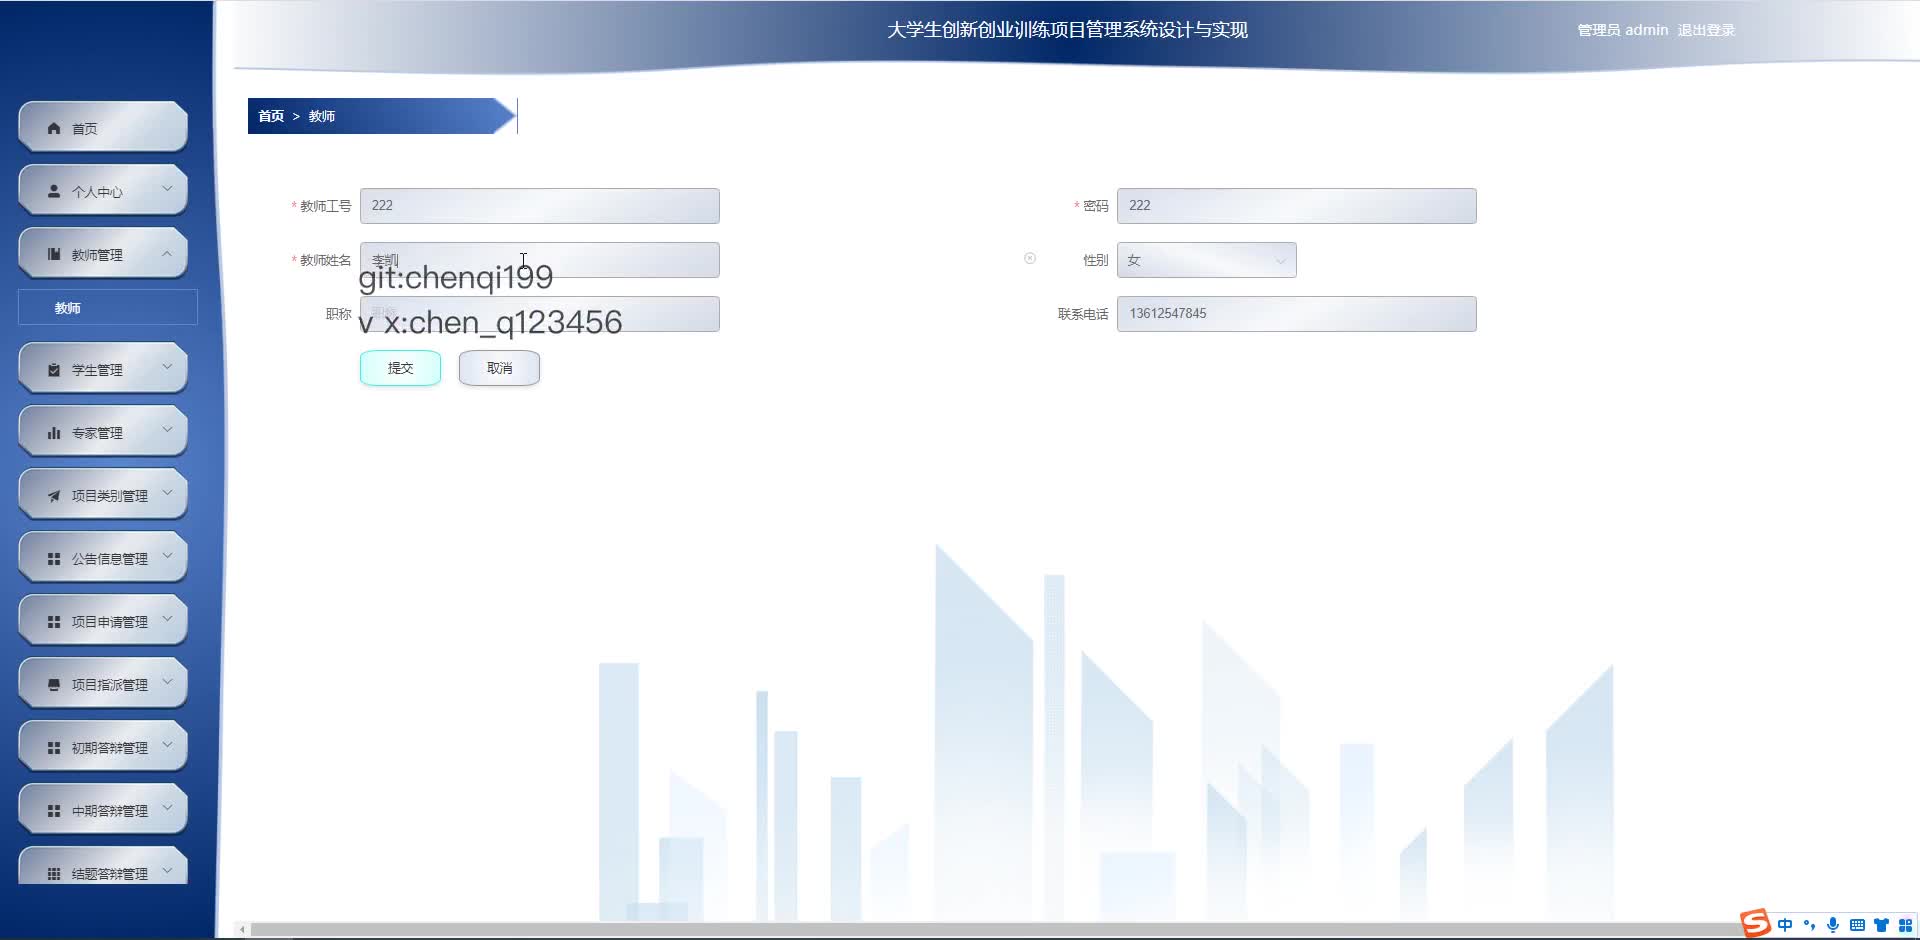 大学生创新创业训练项目管理系统设计与实现
管理员 admin 退出登录
首页 > 教师
首页
个人中心
教师管理
教师
学生管理
专家管理
项目类别管理
公告信息管理
项目申请管理
项目指派管理
初期答辩管理
中期答辩管理
结题答辩管理
* 教师工号 222
* 密码 222
* 教师姓名 李凯
性别 女
git:chenqi199
职称 职称
联系电话 13612547845
v x:chen_q123456
提交 取消
中